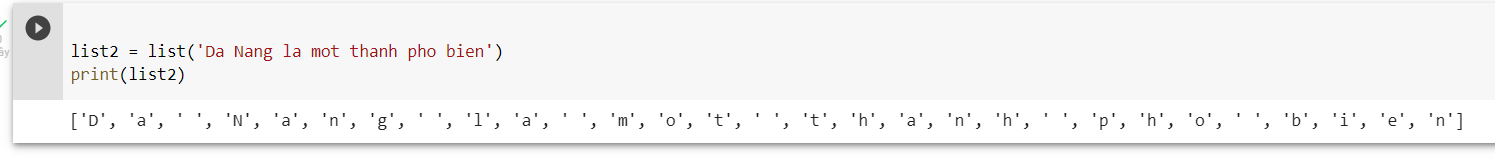 list2 = list('Da Nang la mot thanh pho bien')
print(list2)
['D', 'a', ' ', 'N', 'a', 'n', 'g', ' ', 'l', 'a', ' ', 'm', 'o', 't', ' ', 't', 'h', 'a', 'n', 'h', ' ', 'p', 'h', 'o', ' ', 'b', 'i', 'e', 'n']